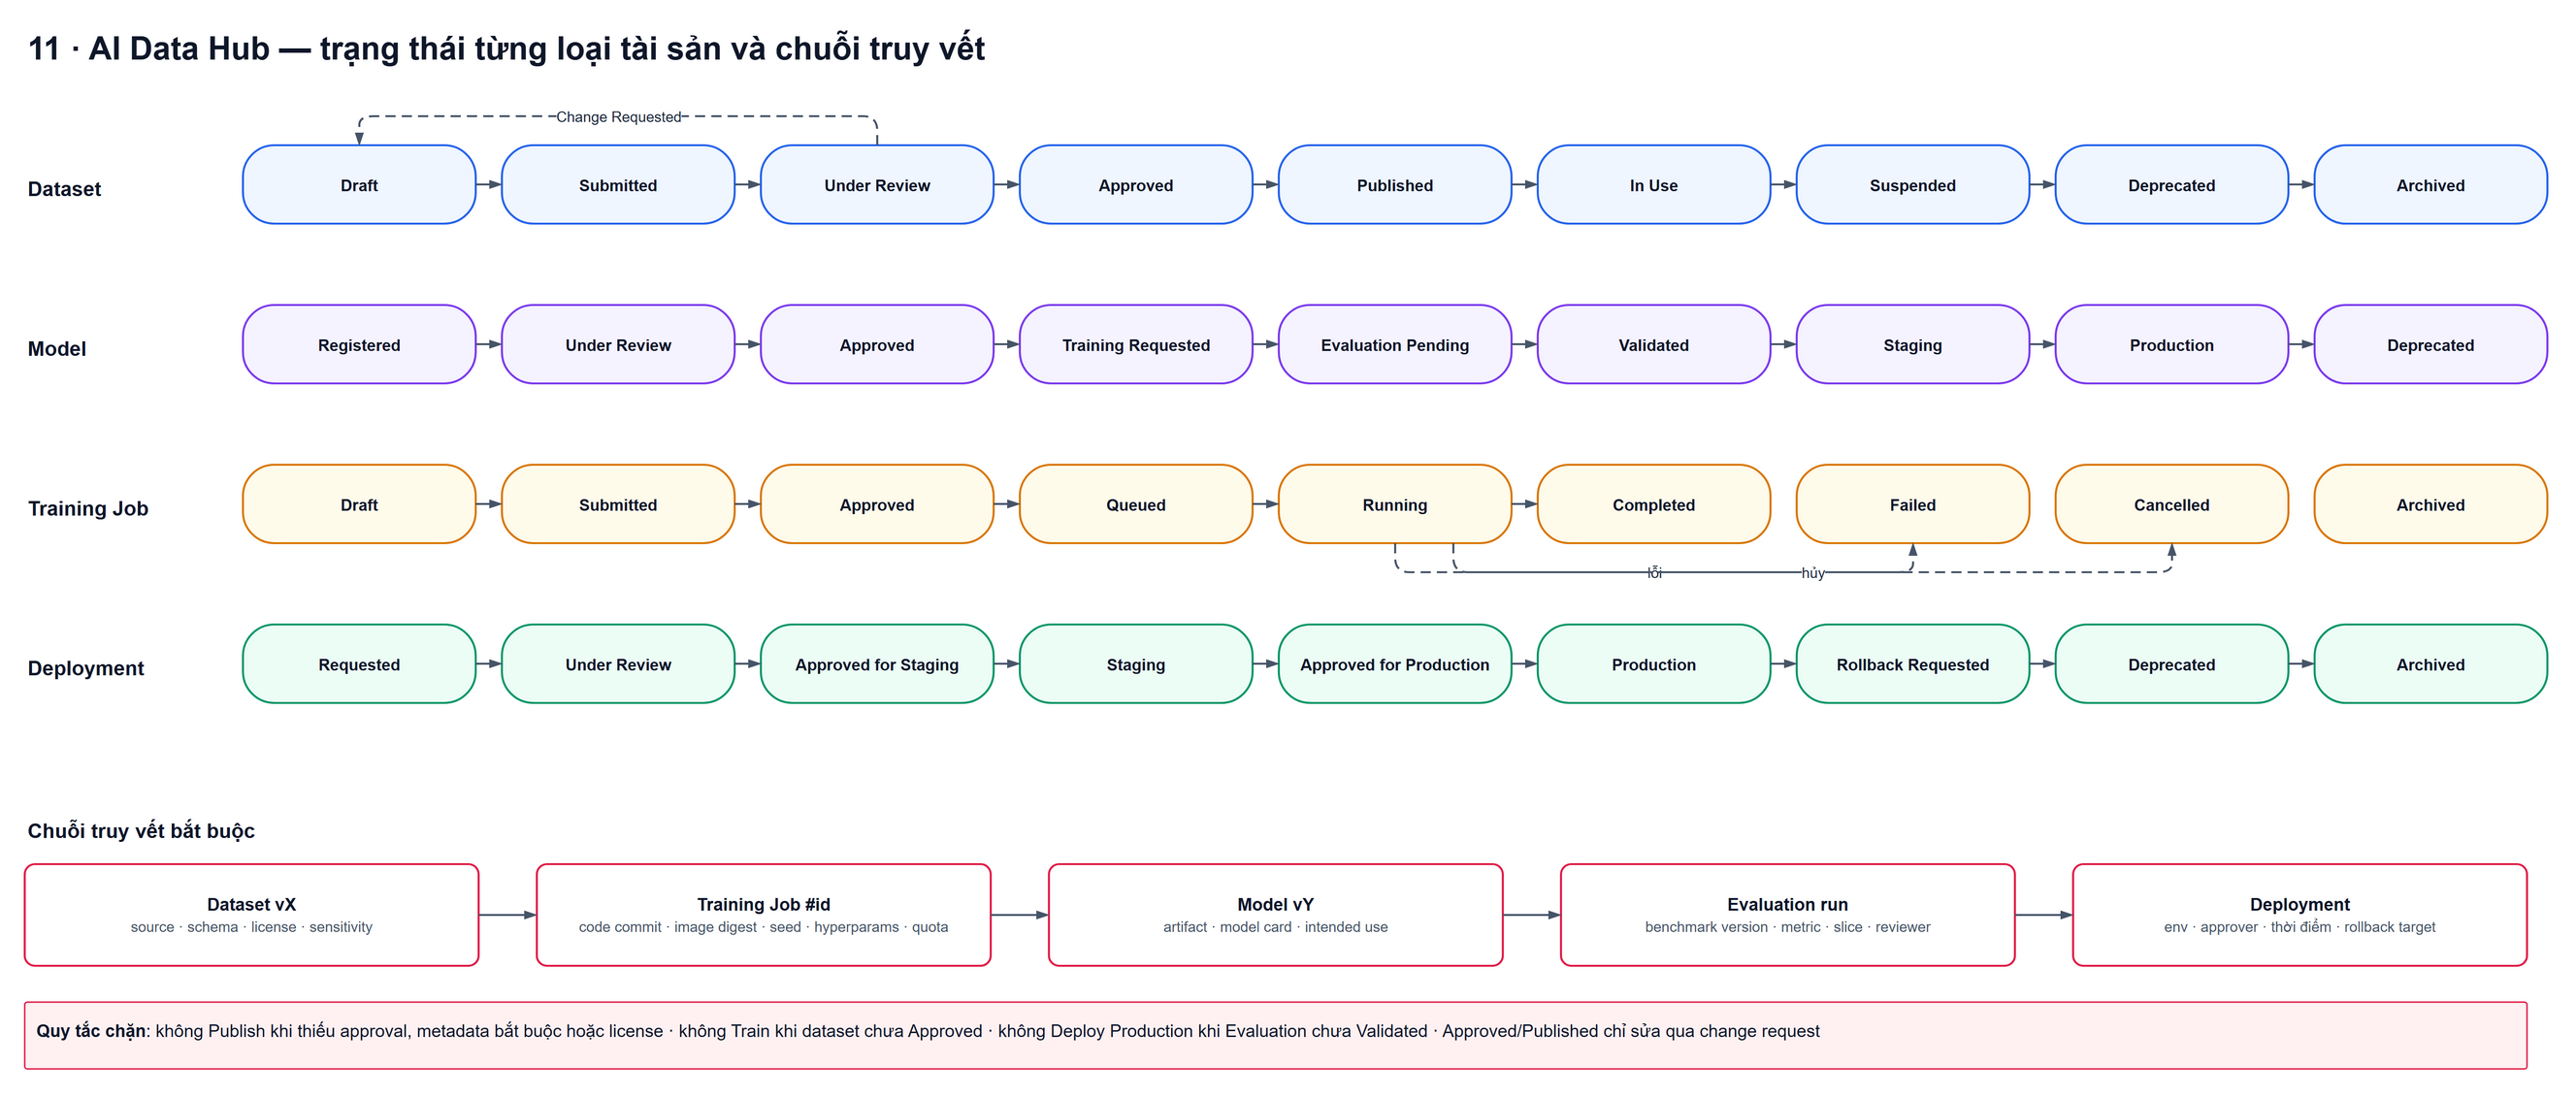 11 · AI Data Hub — trạng thái từng loại tài sản và chuỗi truy vết
Change Requested
Dataset
Draft
Submitted
Under Review
Approved
Published
In Use
Suspended
Deprecated
Archived
Model
Registered
Under Review
Approved
Training Requested
Evaluation Pending
Validated
Staging
Production
Deprecated
Training Job
Draft
Submitted
Approved
Queued
Running
Completed
Failed
Cancelled
Archived
lỗi
hủy
Deployment
Requested
Under Review
Approved for Staging
Staging
Approved for Production
Production
Rollback Requested
Deprecated
Archived
Chuỗi truy vết bắt buộc
Dataset vX
source · schema · license · sensitivity
Training Job #id
code commit · image digest · seed · hyperparams · quota
Model vY
artifact · model card · intended use
Evaluation run
benchmark version · metric · slice · reviewer
Deployment
env · approver · thời điểm · rollback target
Quy tắc chặn: không Publish khi thiếu approval, metadata bắt buộc hoặc license · không Train khi dataset chưa Approved · không Deploy Production khi Evaluation chưa Validated · Approved/Published chỉ sửa qua change request